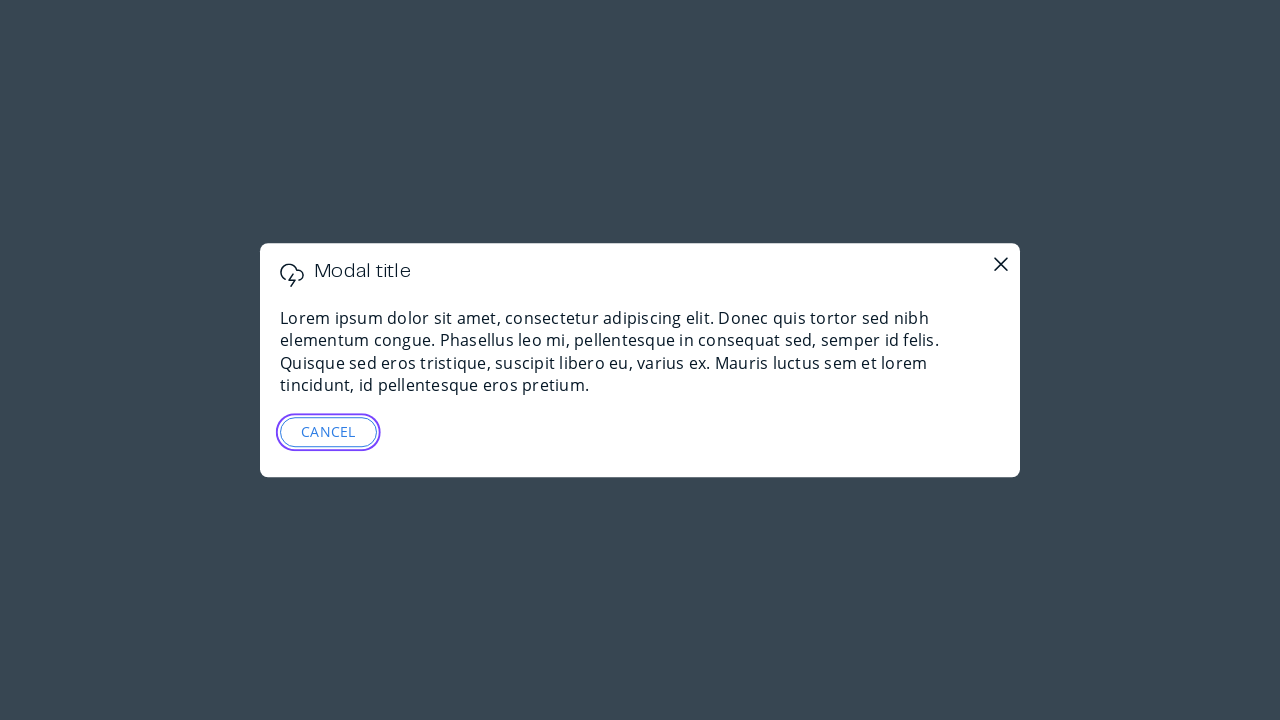 Modal title
Lorem ipsum dolor sit amet, consectetur adipiscing elit. Donec quis tortor sed nibh
elementum congue. Phasellus leo mi, pellentesque in consequat sed, semper id felis.
Quisque sed eros tristique, suscipit libero eu, varius ex. Mauris luctus sem et lorem
tincidunt, id pellentesque eros pretium.
CANCEL